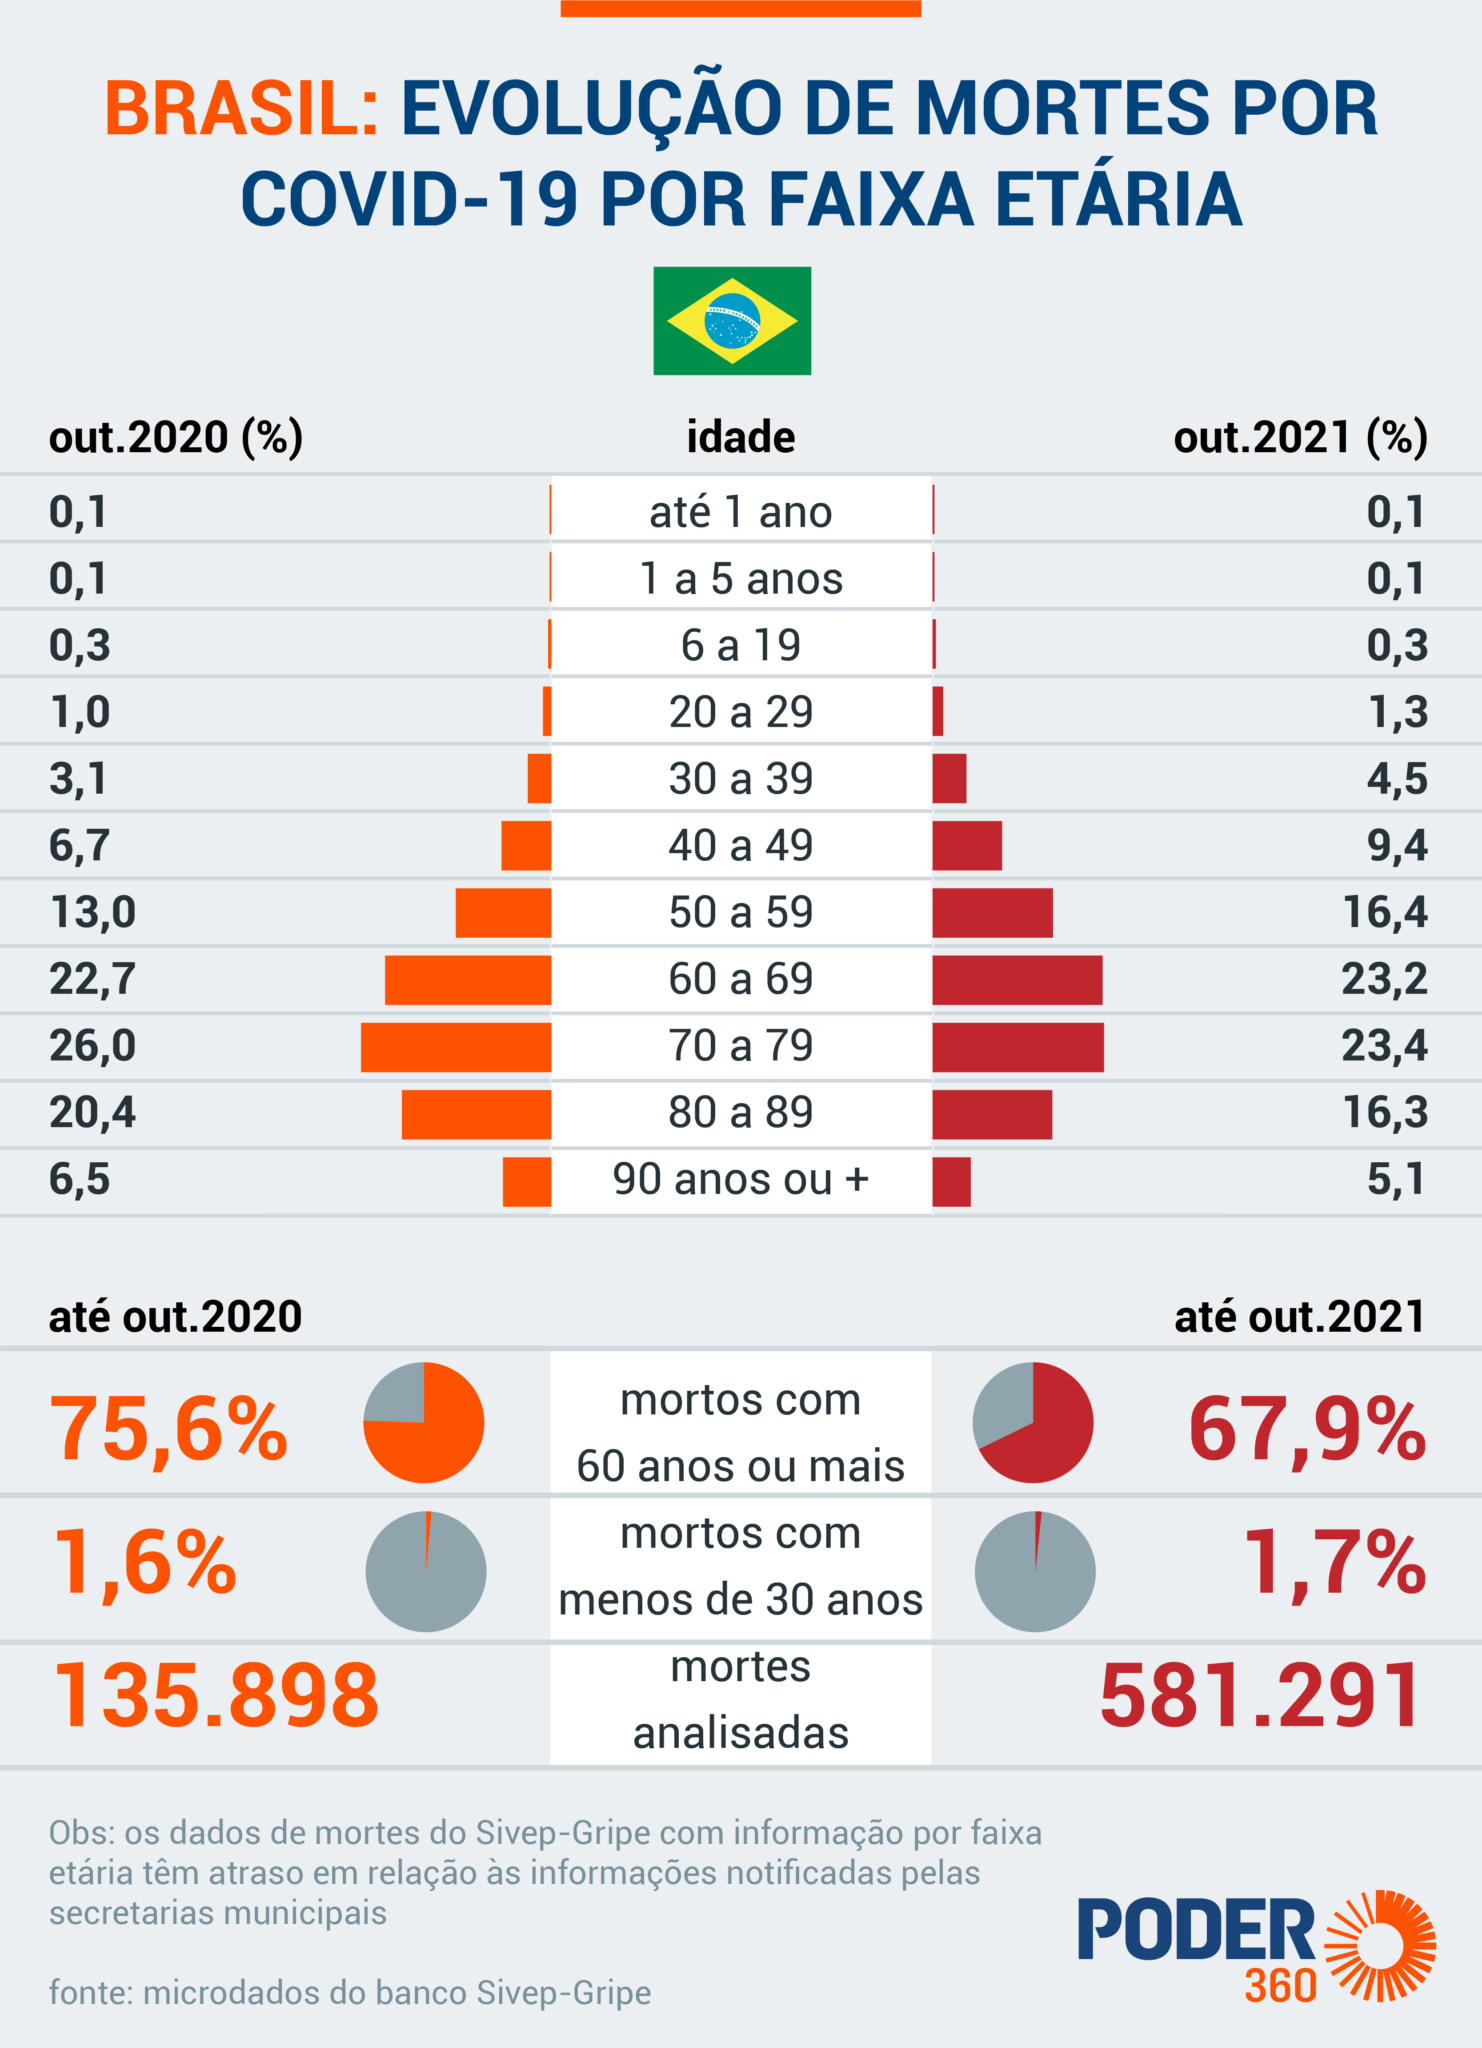 BRASIL: EVOLUÇÃO DE MORTES POR
COVID-19 POR FAIXA ETÁRIA
out.2020 (%) idade out.2021 (%)
0,1 até 1 ano 0,1
0,1 1 a 5 anos 0,1
0,3 6 a 19 0,3
1,0 20 a 29 1,3
3,1 30 a 39 4,5
6,7 40 a 49 9,4
13,0 50 a 59 16,4
22,7 60 a 69 23,2
26,0 70 a 79 23,4
20,4 80 a 89 16,3
6,5 90 anos ou + 5,1
até out.2020 até out.2021
75,6% mortos com
60 anos ou mais 67,9%
1,6% mortos com
menos de 30 anos 1,7%
135.898 mortes
analisadas 581.291
Obs: os dados de mortes do Sivep-Gripe com informação por faixa
etária têm atraso em relação às informações notificadas pelas
secretarias municipais
fonte: microdados do banco Sivep-Gripe
PODER
360